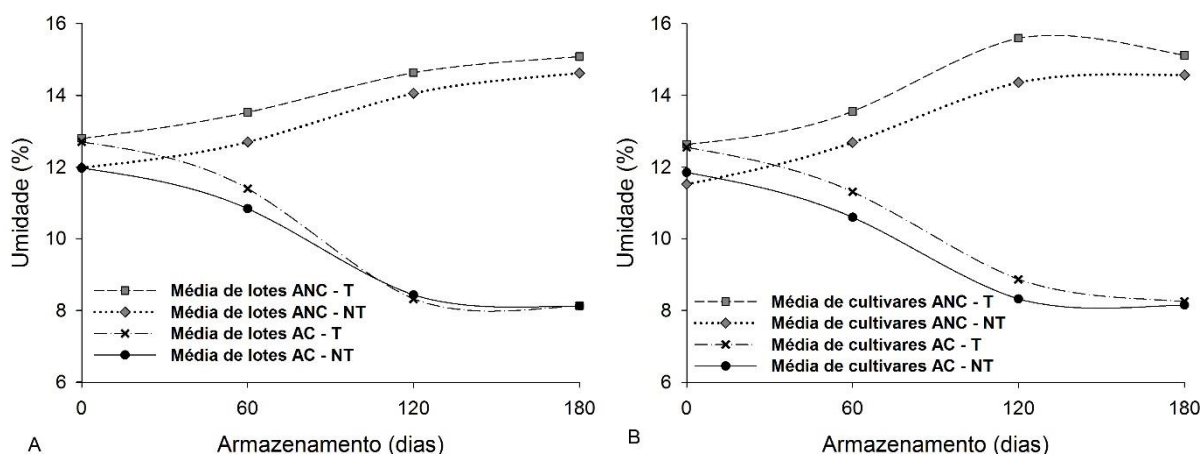 16
14
12
10
8
6
Umidade (%)
Média de lotes ANC - T
Média de lotes ANC - NT
Média de lotes AC - T
Média de lotes AC - NT
0
60
120
180
Armazenamento (dias)
A
16
14
12
10
8
6
Umidade (%)
Média de cultivares ANC - T
Média de cultivares ANC - NT
Média de cultivares AC - T
Média de cultivares AC - NT
0
60
120
180
Armazenamento (dias)
B